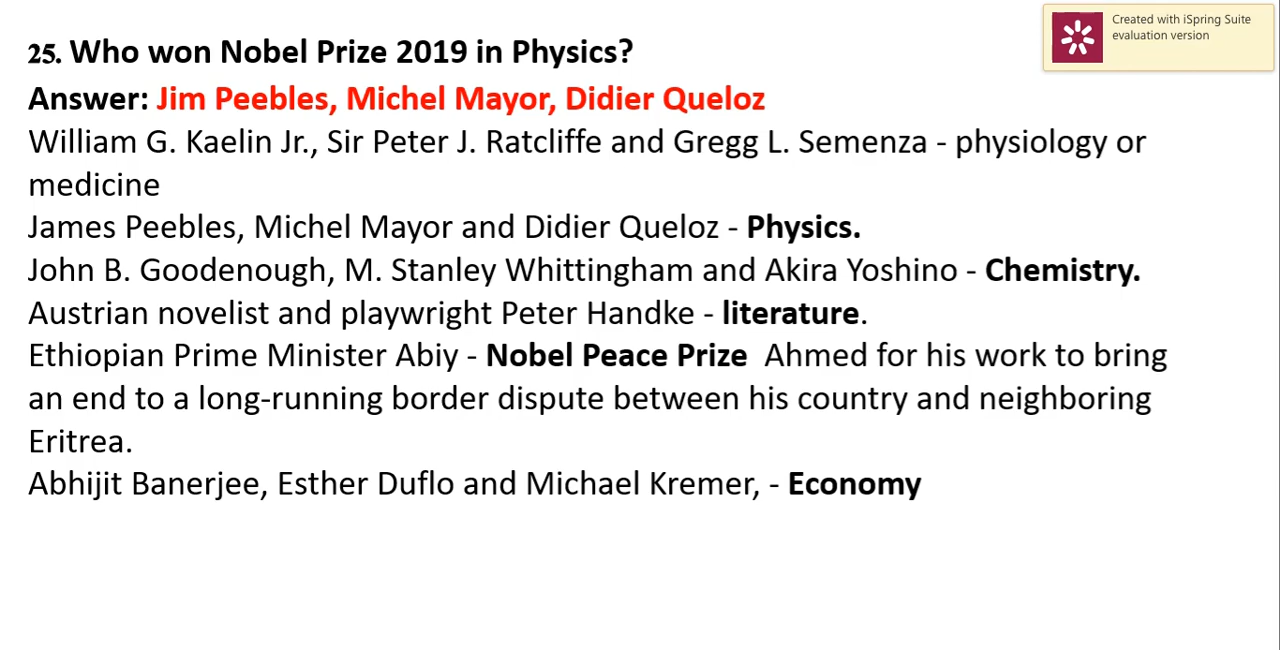 Created with iSpring Suite
evaluation version
25. Who won Nobel Prize 2019 in Physics?
Answer: Jim Peebles, Michel Mayor, Didier Queloz
William G. Kaelin Jr., Sir Peter J. Ratcliffe and Gregg L. Semenza - physiology or
medicine
James Peebles, Michel Mayor and Didier Queloz - Physics.
John B. Goodenough, M. Stanley Whittingham and Akira Yoshino - Chemistry.
Austrian novelist and playwright Peter Handke - literature.
Ethiopian Prime Minister Abiy - Nobel Peace Prize  Ahmed for his work to bring
an end to a long-running border dispute between his country and neighboring
Eritrea.
Abhijit Banerjee, Esther Duflo and Michael Kremer, - Economy